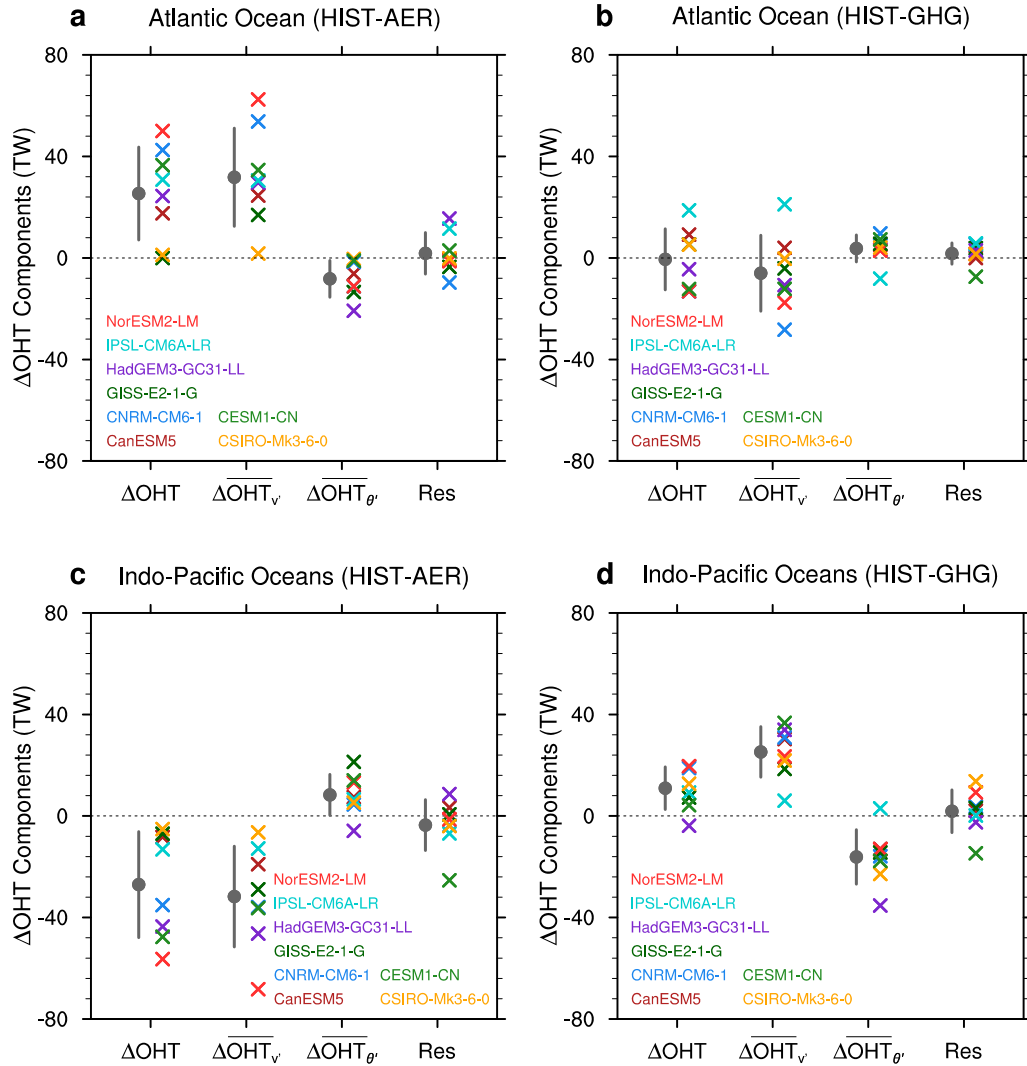 a Atlantic Ocean (HIST-AER)
80
40
0
-40
-80
ΔOHT Components (TW)
NorESM2-LM
IPSL-CM6A-LR
HadGEM3-GC31-LL
GISS-E2-1-G
CNRM-CM6-1 CESM1-CN
CanESM5 CSIRO-Mk3-6-0
ΔOHT ΔOHT_v' ΔOHT_θ' Res
b Atlantic Ocean (HIST-GHG)
80
40
0
-40
-80
ΔOHT Components (TW)
NorESM2-LM
IPSL-CM6A-LR
HadGEM3-GC31-LL
GISS-E2-1-G
CNRM-CM6-1 CESM1-CN
CanESM5 CSIRO-Mk3-6-0
ΔOHT ΔOHT_v' ΔOHT_θ' Res
c Indo-Pacific Oceans (HIST-AER)
80
40
0
-40
-80
ΔOHT Components (TW)
NorESM2-LM
IPSL-CM6A-LR
HadGEM3-GC31-LL
GISS-E2-1-G
CNRM-CM6-1 CESM1-CN
CanESM5 CSIRO-Mk3-6-0
ΔOHT ΔOHT_v' ΔOHT_θ' Res
d Indo-Pacific Oceans (HIST-GHG)
80
40
0
-40
-80
ΔOHT Components (TW)
NorESM2-LM
IPSL-CM6A-LR
HadGEM3-GC31-LL
GISS-E2-1-G
CNRM-CM6-1 CESM1-CN
CanESM5 CSIRO-Mk3-6-0
ΔOHT ΔOHT_v' ΔOHT_θ' Res